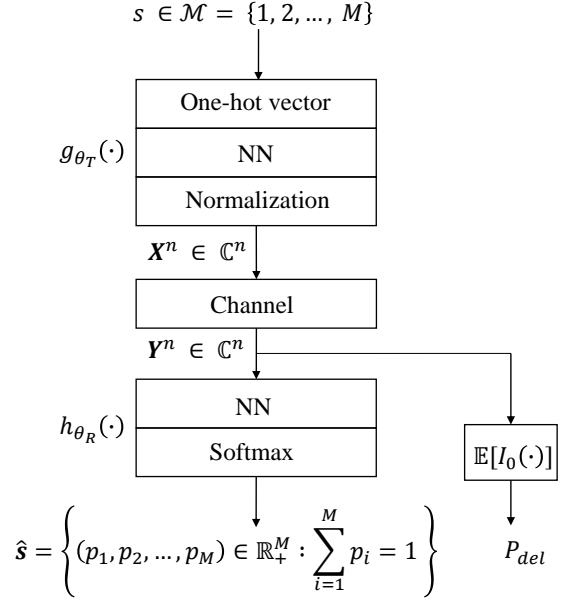 s ∈ ℳ = {1, 2, …, M}
One-hot vector
g_{θ_T}(·)
NN
Normalization
X^n ∈ ℂ^n
Channel
Y^n ∈ ℂ^n
NN
h_{θ_R}(·)
Softmax
𝔼[I_0(·)]
ŝ = {(p_1, p_2, …, p_M) ∈ ℝ_+^M : ∑_{i=1}^{M} p_i = 1}
P_{del}